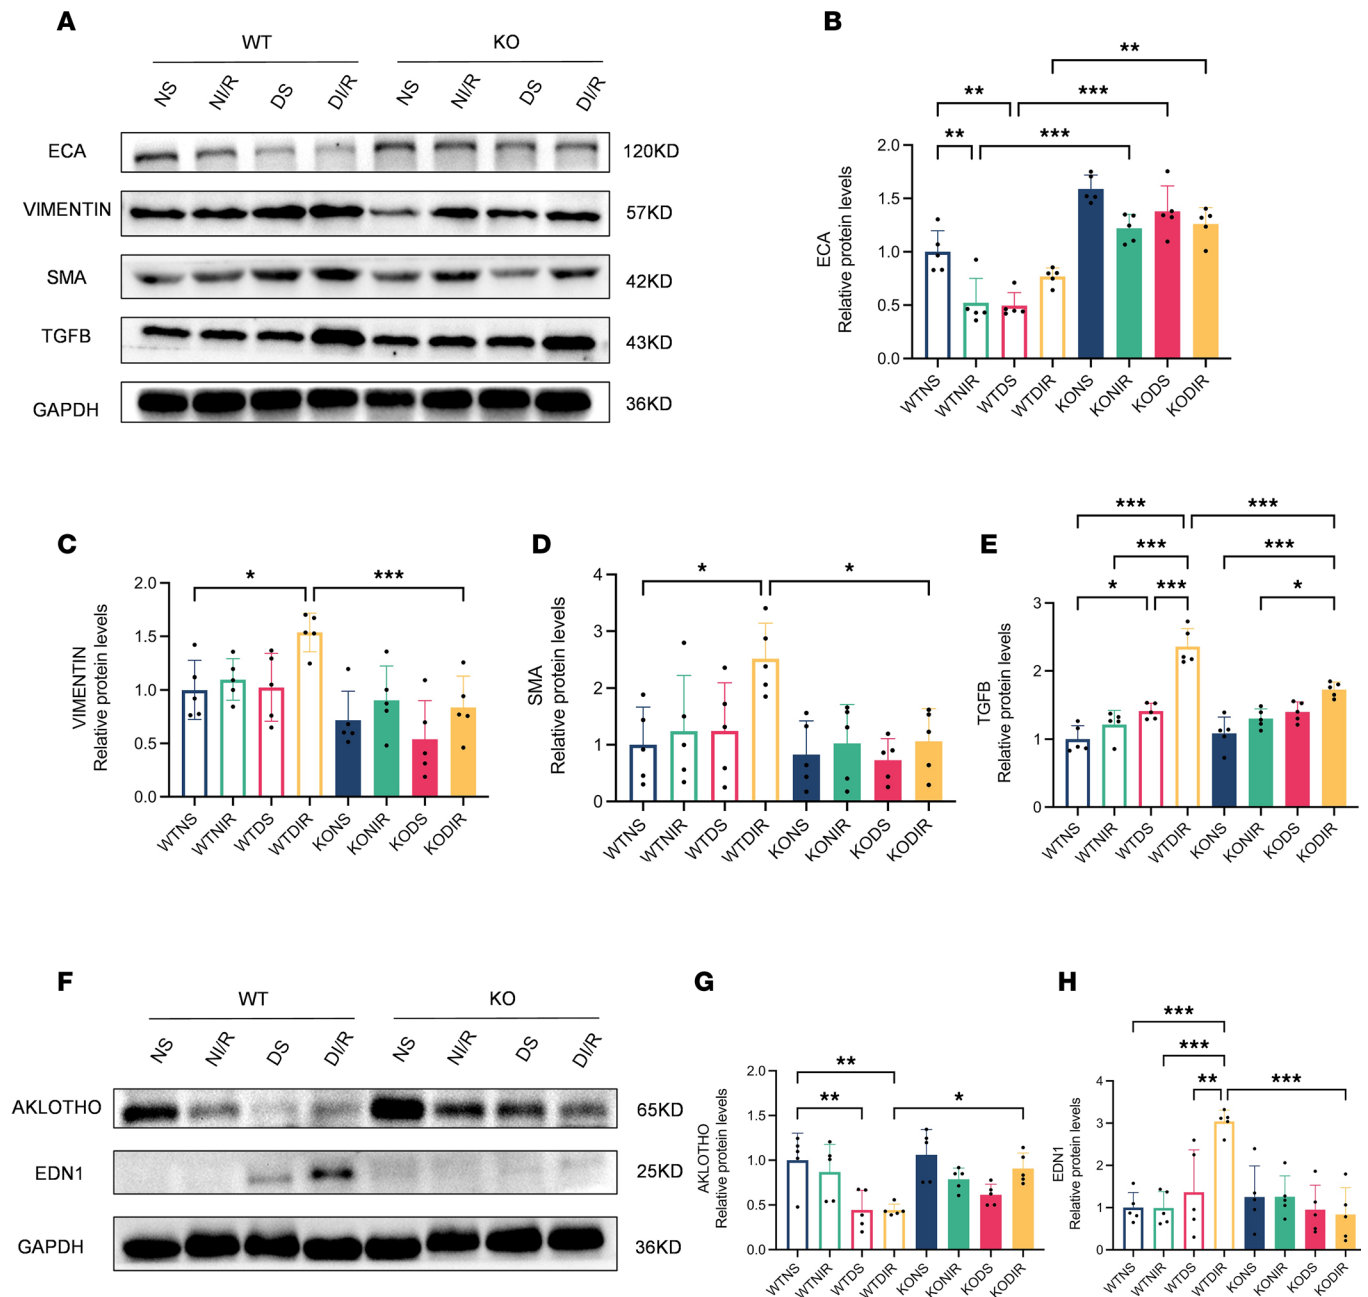 A
WT KO
NS NI/R DS DI/R NS NI/R DS DI/R
ECA 120KD
VIMENTIN 57KD
SMA 42KD
TGFB 43KD
GAPDH 36KD
B
** 
** ***
** ***
ECA
Relative protein levels
2.0
1.5
1.0
0.5
0.0
WTNS WTNIR WTDS WTDIR KONS KONIR KODS KODIR
C
* ***
VIMENTIN
Relative protein levels
2.0
1.5
1.0
0.5
0.0
WTNS WTNIR WTDS WTDIR KONS KONIR KODS KODIR
D
* *
SMA
Relative protein levels
4
3
2
1
0
WTNS WTNIR WTDS WTDIR KONS KONIR KODS KODIR
E
*** ***
*** ***
* *** *
TGFB
Relative protein levels
3
2
1
0
WTNS WTNIR WTDS WTDIR KONS KONIR KODS KODIR
F
WT KO
NS NI/R DS DI/R NS NI/R DS DI/R
AKLOTHO 65KD
EDN1 25KD
GAPDH 36KD
G
**
** *
AKLOTHO
Relative protein levels
2.0
1.5
1.0
0.5
0.0
WTNS WTNIR WTDS WTDIR KONS KONIR KODS KODIR
H
***
***
** ***
EDN1
Relative protein levels
4
3
2
1
0
WTNS WTNIR WTDS WTDIR KONS KONIR KODS KODIR